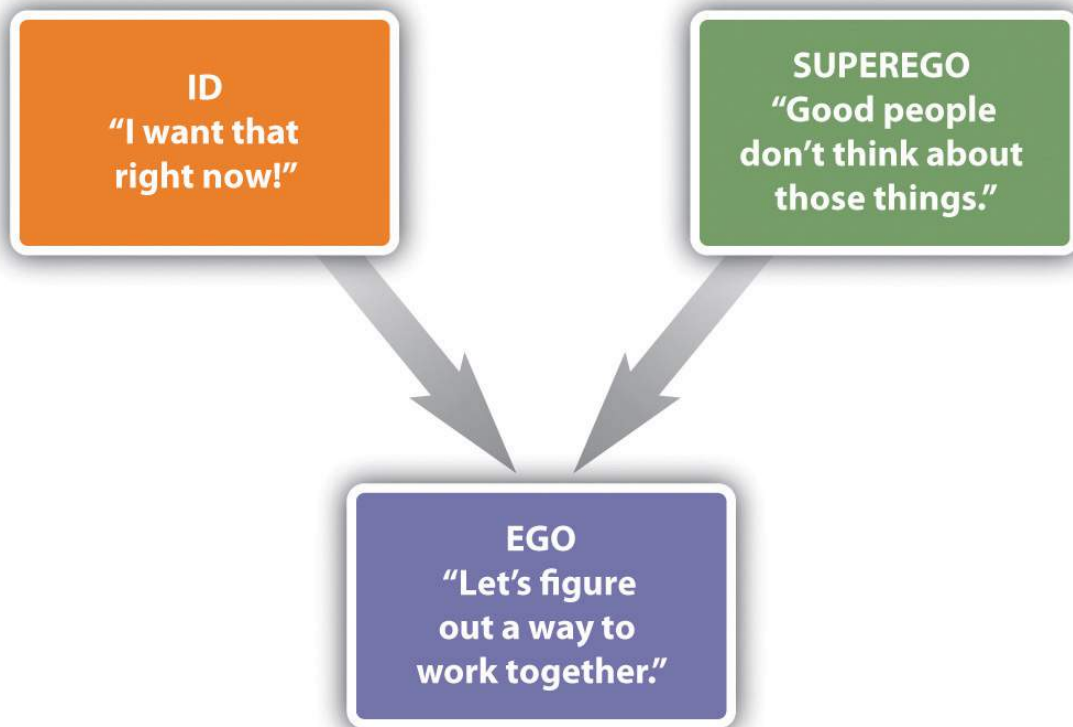 ID
“I want that
right now!”
SUPEREGO
“Good people
don’t think about
those things.”
EGO
“Let’s figure
out a way to
work together.”